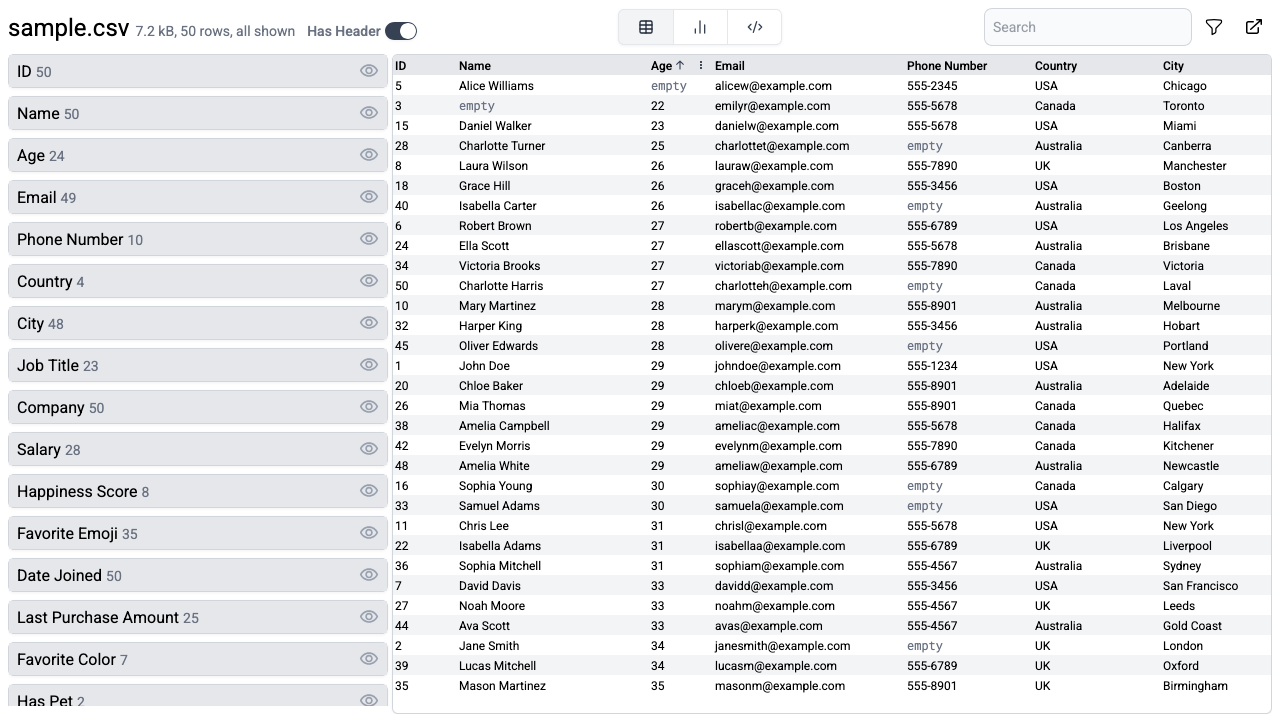 sample.csv 7.2 kB, 50 rows, all shown Has Header Search
ID 50
Name 50
Age 24
Email 49
Phone Number 10
Country 4
City 48
Job Title 23
Company 50
Salary 28
Happiness Score 8
Favorite Emoji 35
Date Joined 50
Last Purchase Amount 25
Favorite Color 7
Has Pet 2
ID Name Age Email Phone Number Country City
5 Alice Williams empty alicew@example.com 555-2345 USA Chicago
3 empty 22 emilyr@example.com 555-5678 Canada Toronto
15 Daniel Walker 23 danielw@example.com 555-5678 USA Miami
28 Charlotte Turner 25 charlottet@example.com empty Australia Canberra
8 Laura Wilson 26 lauraw@example.com 555-7890 UK Manchester
18 Grace Hill 26 graceh@example.com 555-3456 USA Boston
40 Isabella Carter 26 isabellac@example.com empty Australia Geelong
6 Robert Brown 27 robertb@example.com 555-6789 USA Los Angeles
24 Ella Scott 27 ellascott@example.com 555-5678 Australia Brisbane
34 Victoria Brooks 27 victoriab@example.com 555-7890 Canada Victoria
50 Charlotte Harris 27 charlotteh@example.com empty Canada Laval
10 Mary Martinez 28 marym@example.com 555-8901 Australia Melbourne
32 Harper King 28 harperk@example.com 555-3456 Australia Hobart
45 Oliver Edwards 28 olivere@example.com empty USA Portland
1 John Doe 29 johndoe@example.com 555-1234 USA New York
20 Chloe Baker 29 chloeb@example.com 555-8901 Australia Adelaide
26 Mia Thomas 29 miat@example.com 555-8901 Canada Quebec
38 Amelia Campbell 29 ameliac@example.com 555-5678 Canada Halifax
42 Evelyn Morris 29 evelynm@example.com 555-7890 Canada Kitchener
48 Amelia White 29 ameliaw@example.com 555-6789 Australia Newcastle
16 Sophia Young 30 sophiay@example.com empty Canada Calgary
33 Samuel Adams 30 samuela@example.com empty USA San Diego
11 Chris Lee 31 chrisl@example.com 555-5678 USA New York
22 Isabella Adams 31 isabellaa@example.com 555-6789 UK Liverpool
36 Sophia Mitchell 31 sophiam@example.com 555-4567 Australia Sydney
7 David Davis 33 davidd@example.com 555-3456 USA San Francisco
27 Noah Moore 33 noahm@example.com 555-4567 UK Leeds
44 Ava Scott 33 avas@example.com 555-4567 Australia Gold Coast
2 Jane Smith 34 janesmith@example.com empty UK London
39 Lucas Mitchell 34 lucasm@example.com 555-6789 UK Oxford
35 Mason Martinez 35 masonm@example.com 555-8901 UK Birmingham